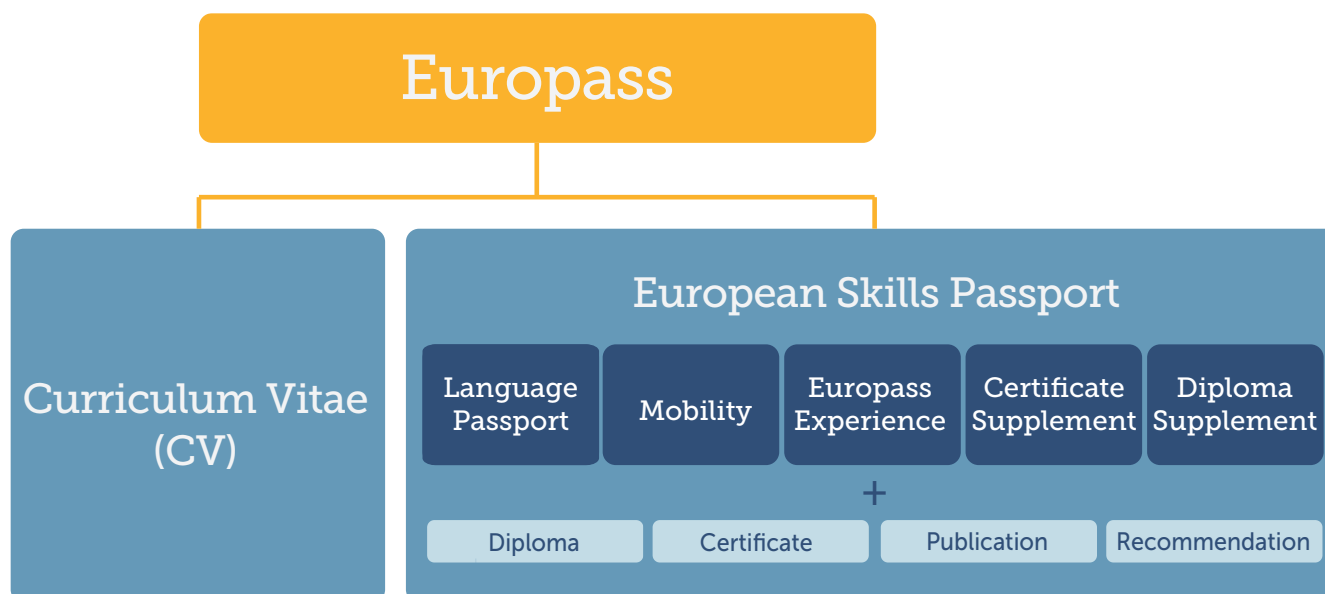 Europass
Curriculum Vitae
(CV)
European Skills Passport
Language
Passport
Mobility
Europass
Experience
Certificate
Supplement
Diploma
Supplement
+
Diploma
Certificate
Publication
Recommendation